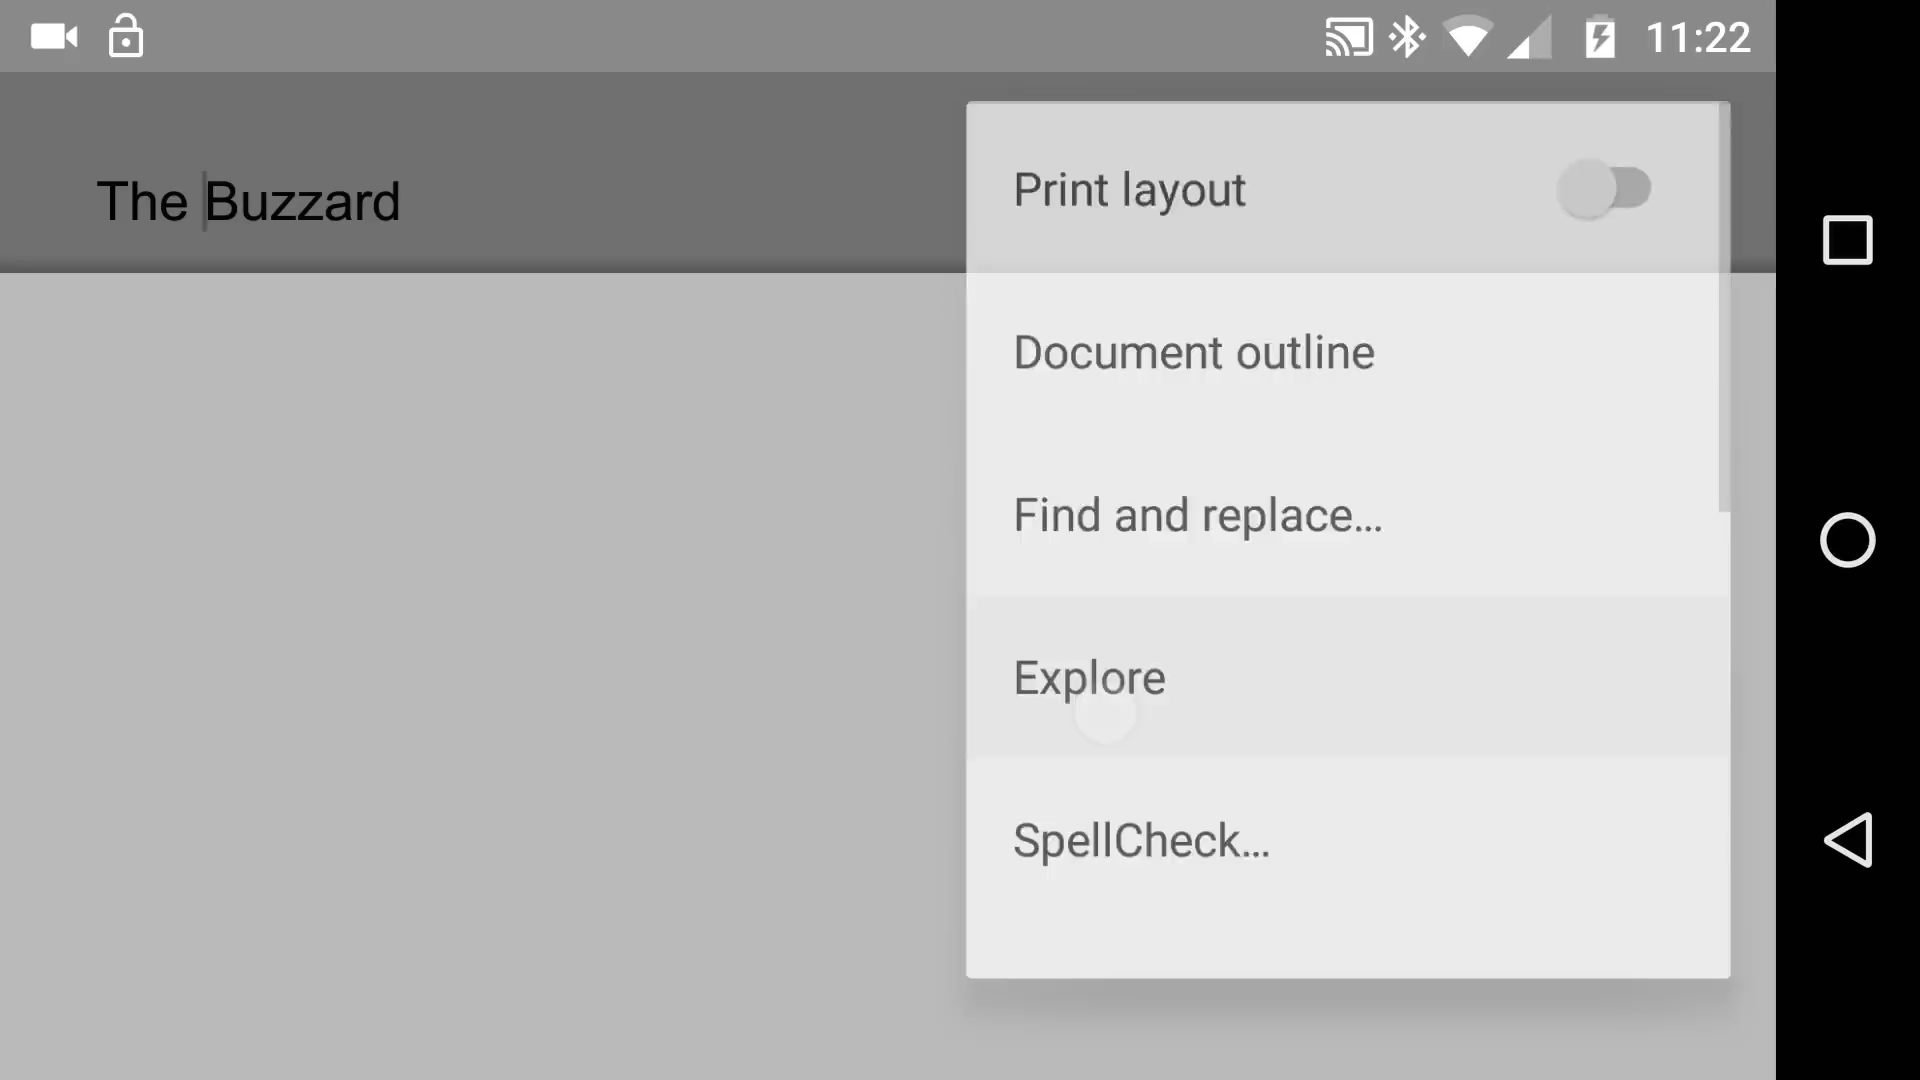 11:22
The Buzzard
Print layout
Document outline
Find and replace...
Explore
SpellCheck...